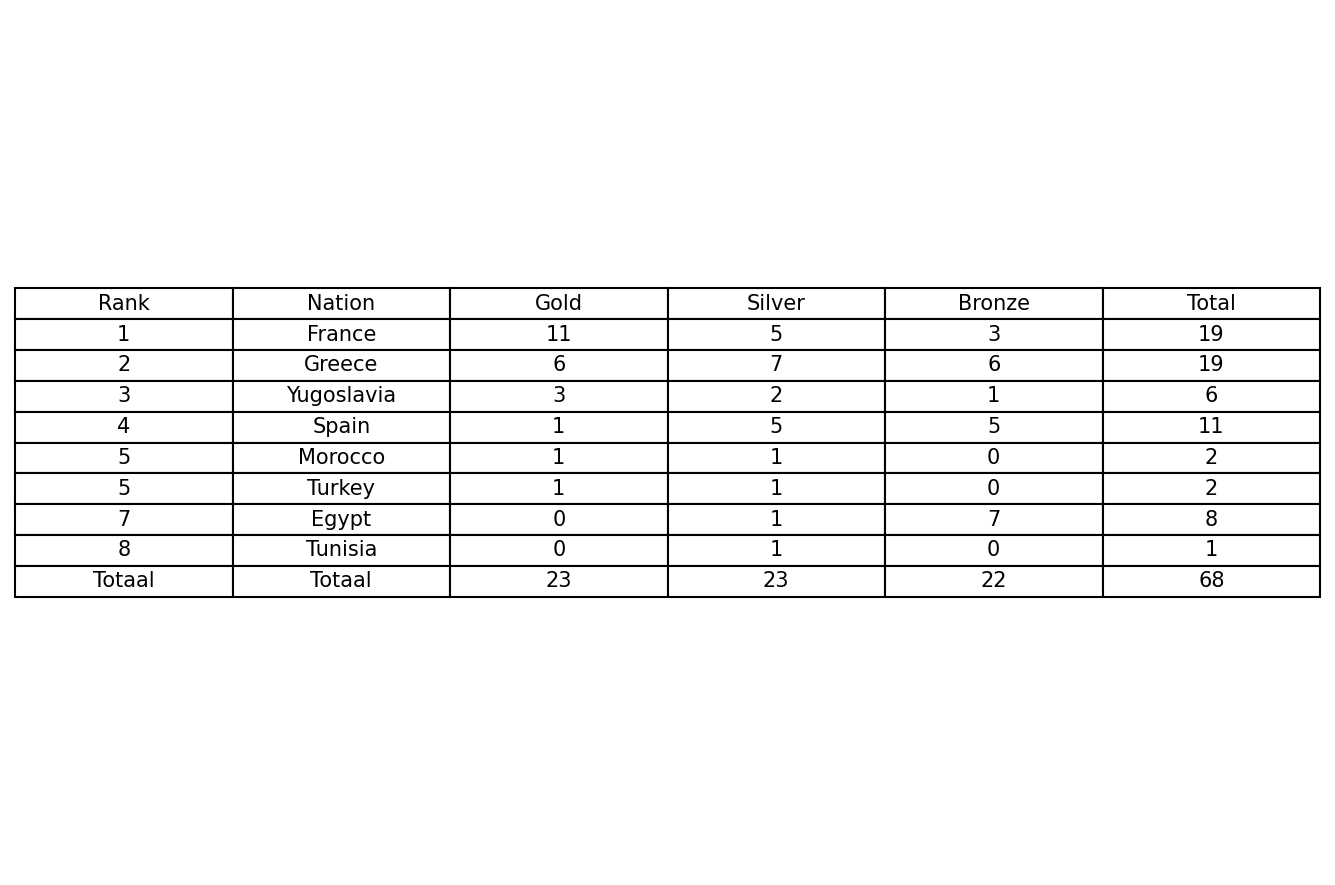 Rank Nation Gold Silver Bronze Total
1 France 11 5 3 19
2 Greece 6 7 6 19
3 Yugoslavia 3 2 1 6
4 Spain 1 5 5 11
5 Morocco 1 1 0 2
5 Turkey 1 1 0 2
7 Egypt 0 1 7 8
8 Tunisia 0 1 0 1
Totaal Totaal 23 23 22 68